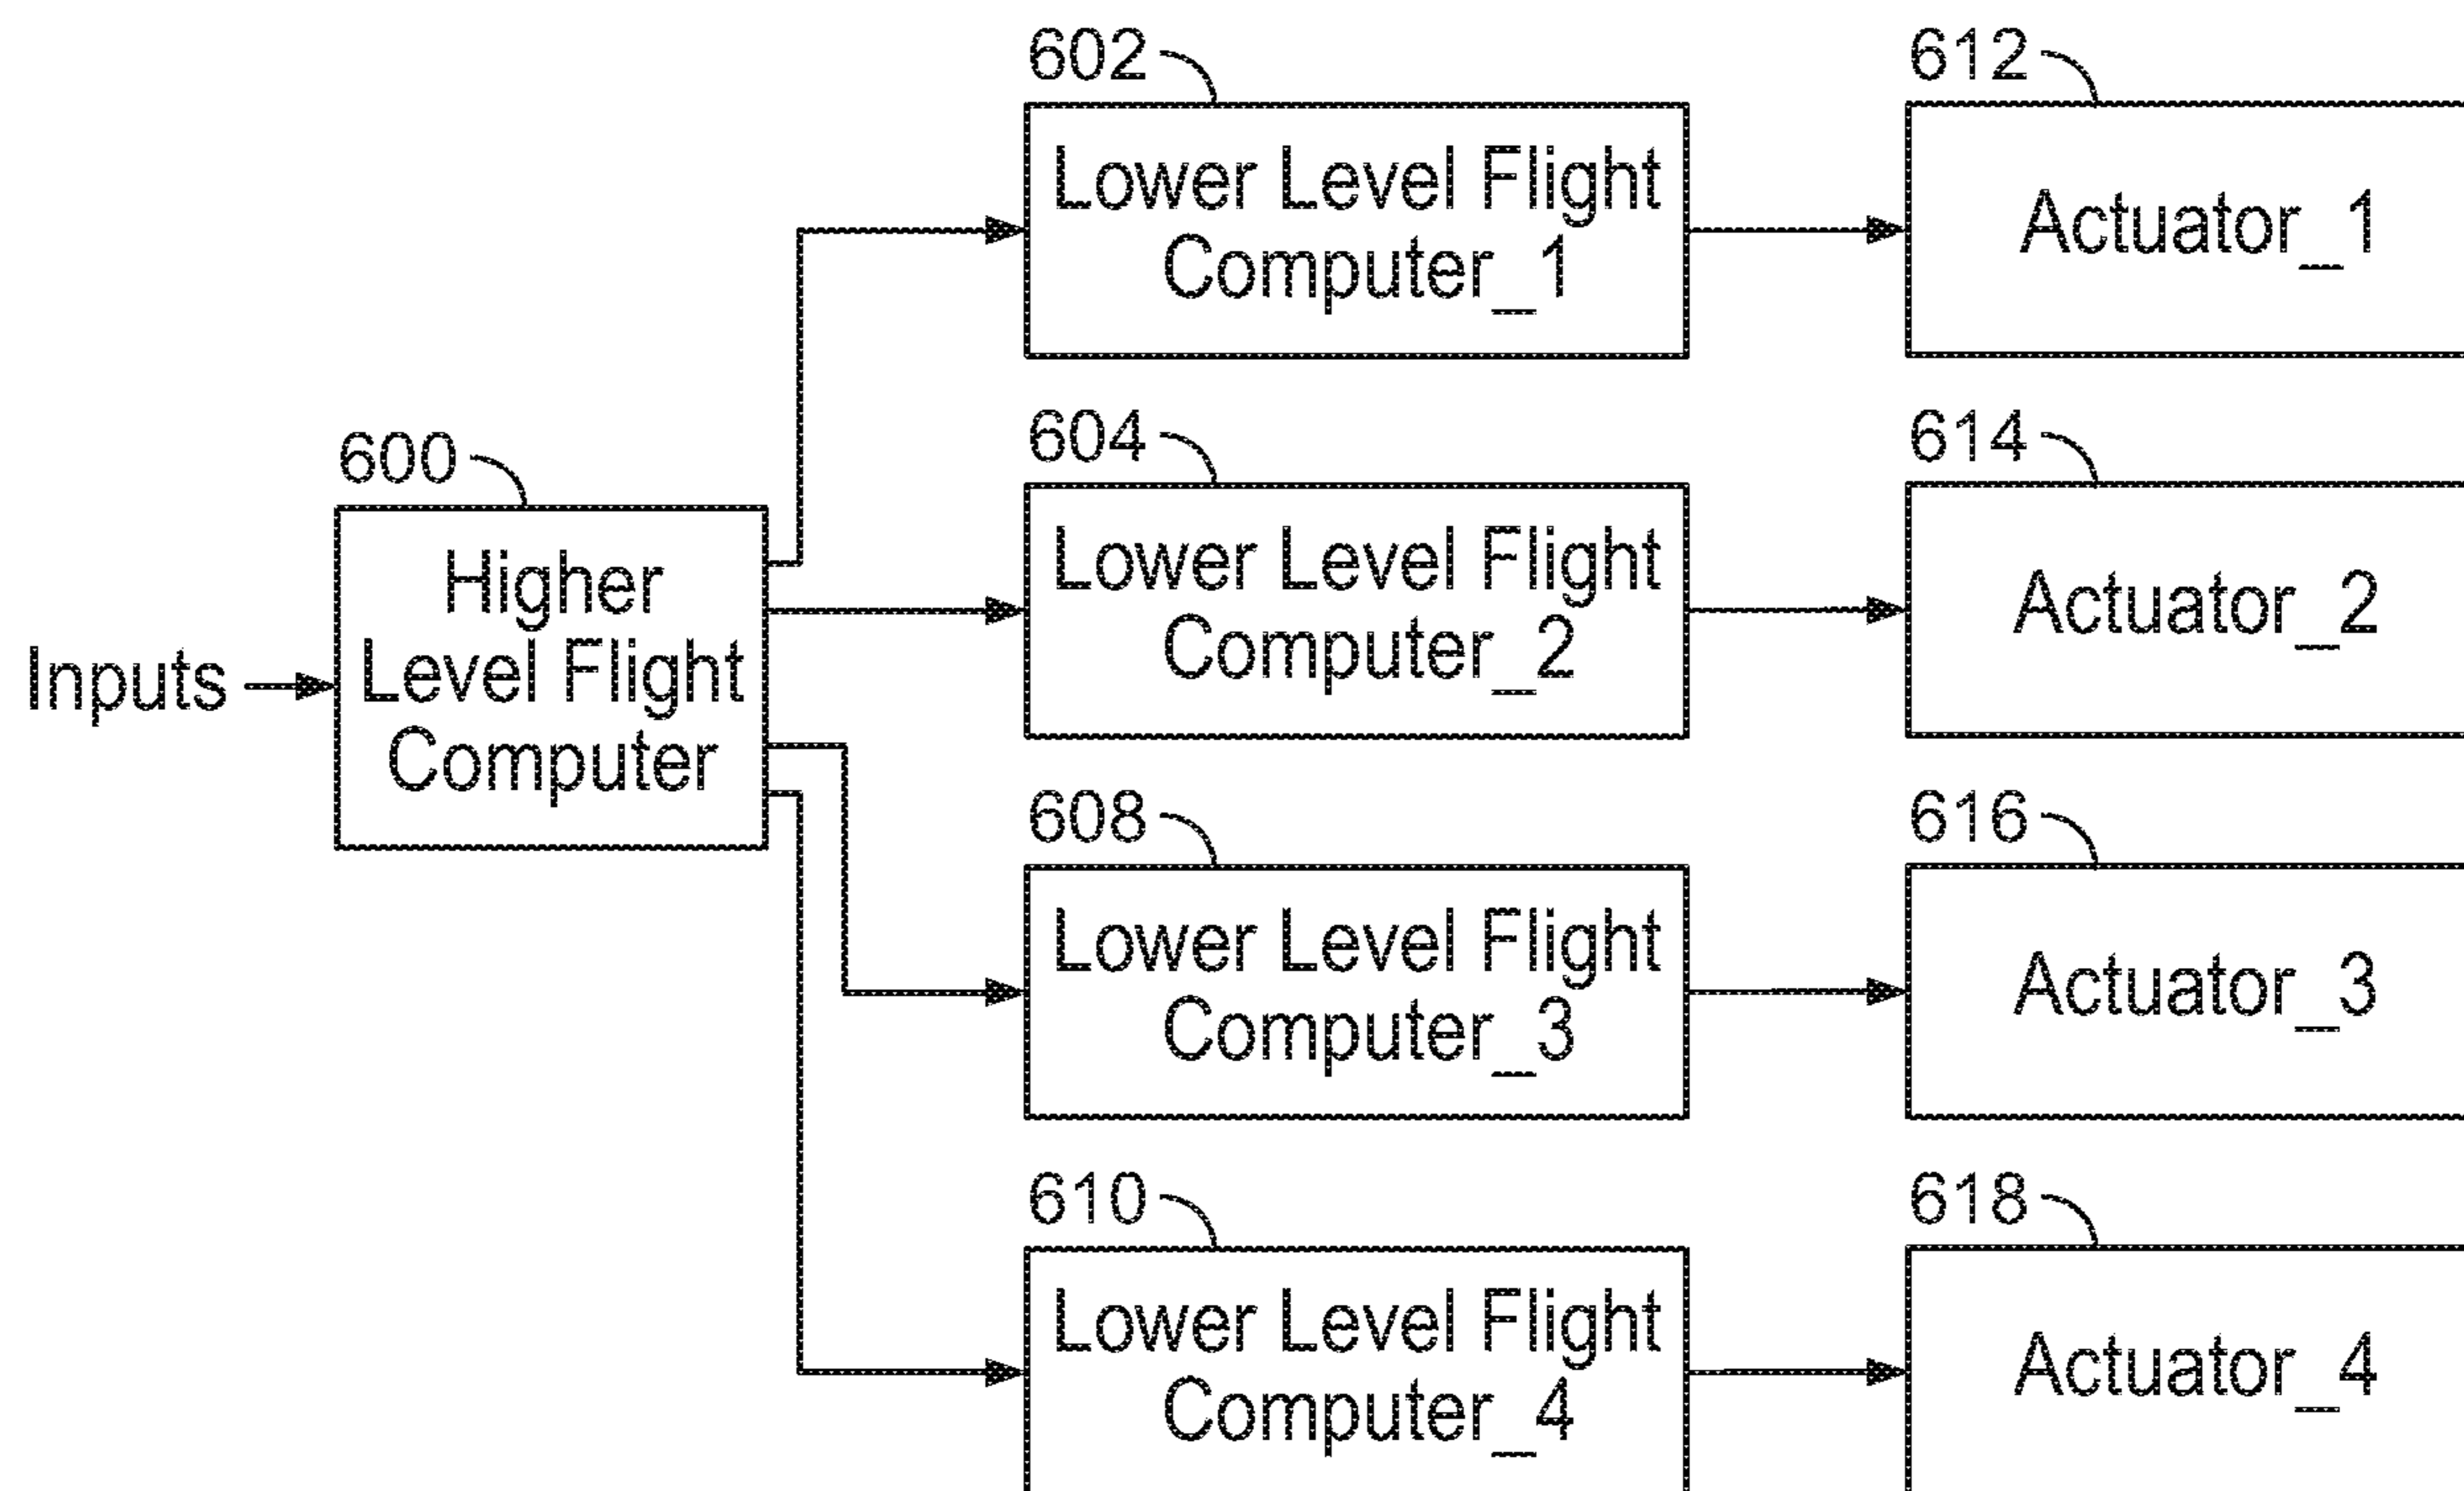 602
612
Lower Level Flight
Computer_1
Actuator_1
604
614
600
Lower Level Flight
Computer_2
Actuator_2
Higher
Level Flight
Computer
Inputs
608
616
Lower Level Flight
Computer_3
Actuator_3
610
618
Lower Level Flight
Computer_4
Actuator_4